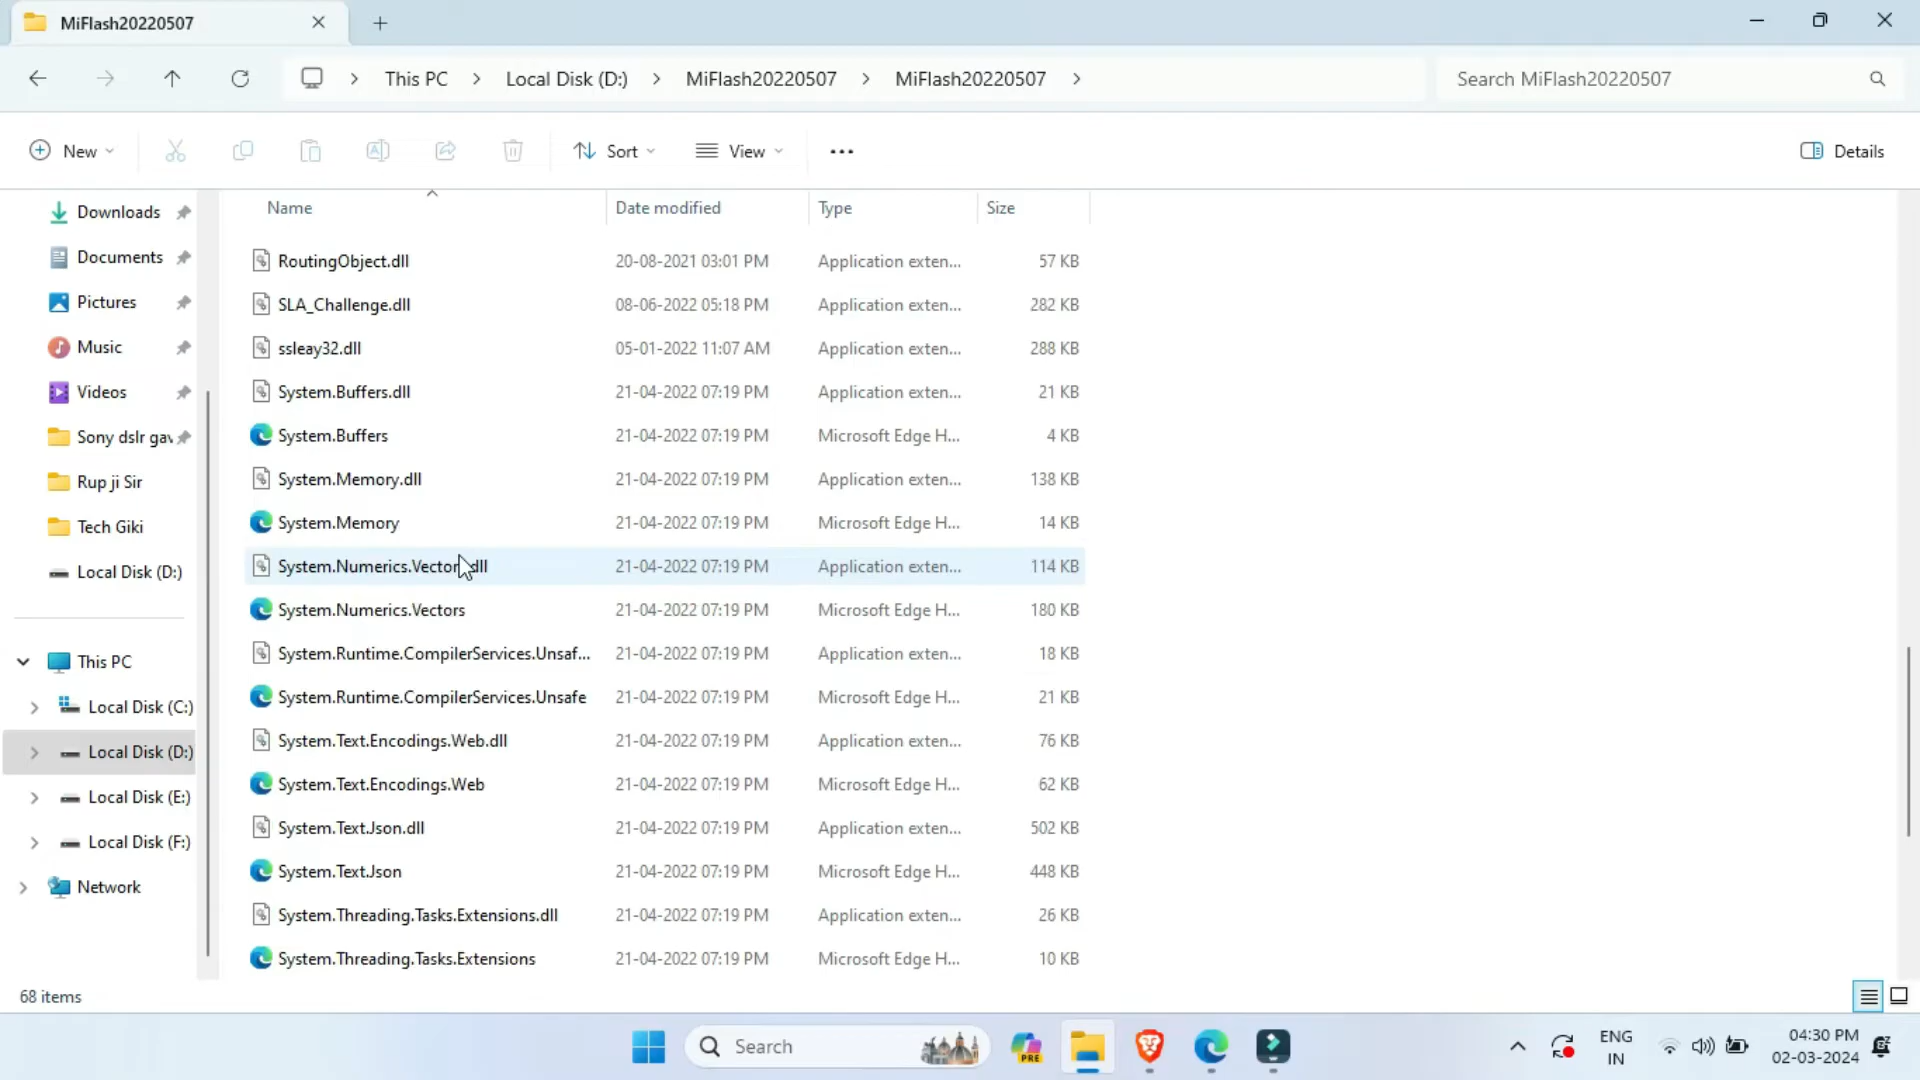 MiFlash20220507
This PC > Local Disk (D:) > MiFlash20220507 > MiFlash20220507 >
Search MiFlash20220507
New
Sort
View
Details
Downloads
Documents
Pictures
Music
Videos
Sony dslr gav
Rup ji Sir
Tech Giki
Local Disk (D:)
This PC
Local Disk (C:)
Local Disk (D:)
Local Disk (E:)
Local Disk (F:)
Network
Name Date modified Type Size
RoutingObject.dll 20-08-2021 03:01 PM Application exten... 57 KB
SLA_Challenge.dll 08-06-2022 05:18 PM Application exten... 282 KB
ssleay32.dll 05-01-2022 11:07 AM Application exten... 288 KB
System.Buffers.dll 21-04-2022 07:19 PM Application exten... 21 KB
System.Buffers 21-04-2022 07:19 PM Microsoft Edge H... 4 KB
System.Memory.dll 21-04-2022 07:19 PM Application exten... 138 KB
System.Memory 21-04-2022 07:19 PM Microsoft Edge H... 14 KB
System.Numerics.Vectors.dll 21-04-2022 07:19 PM Application exten... 114 KB
System.Numerics.Vectors 21-04-2022 07:19 PM Microsoft Edge H... 180 KB
System.Runtime.CompilerServices.Unsaf... 21-04-2022 07:19 PM Application exten... 18 KB
System.Runtime.CompilerServices.Unsafe 21-04-2022 07:19 PM Microsoft Edge H... 21 KB
System.Text.Encodings.Web.dll 21-04-2022 07:19 PM Application exten... 76 KB
System.Text.Encodings.Web 21-04-2022 07:19 PM Microsoft Edge H... 62 KB
System.Text.Json.dll 21-04-2022 07:19 PM Application exten... 502 KB
System.Text.Json 21-04-2022 07:19 PM Microsoft Edge H... 448 KB
System.Threading.Tasks.Extensions.dll 21-04-2022 07:19 PM Application exten... 26 KB
System.Threading.Tasks.Extensions 21-04-2022 07:19 PM Microsoft Edge H... 10 KB
68 items
Search
PRE
ENG
IN
04:30 PM
02-03-2024